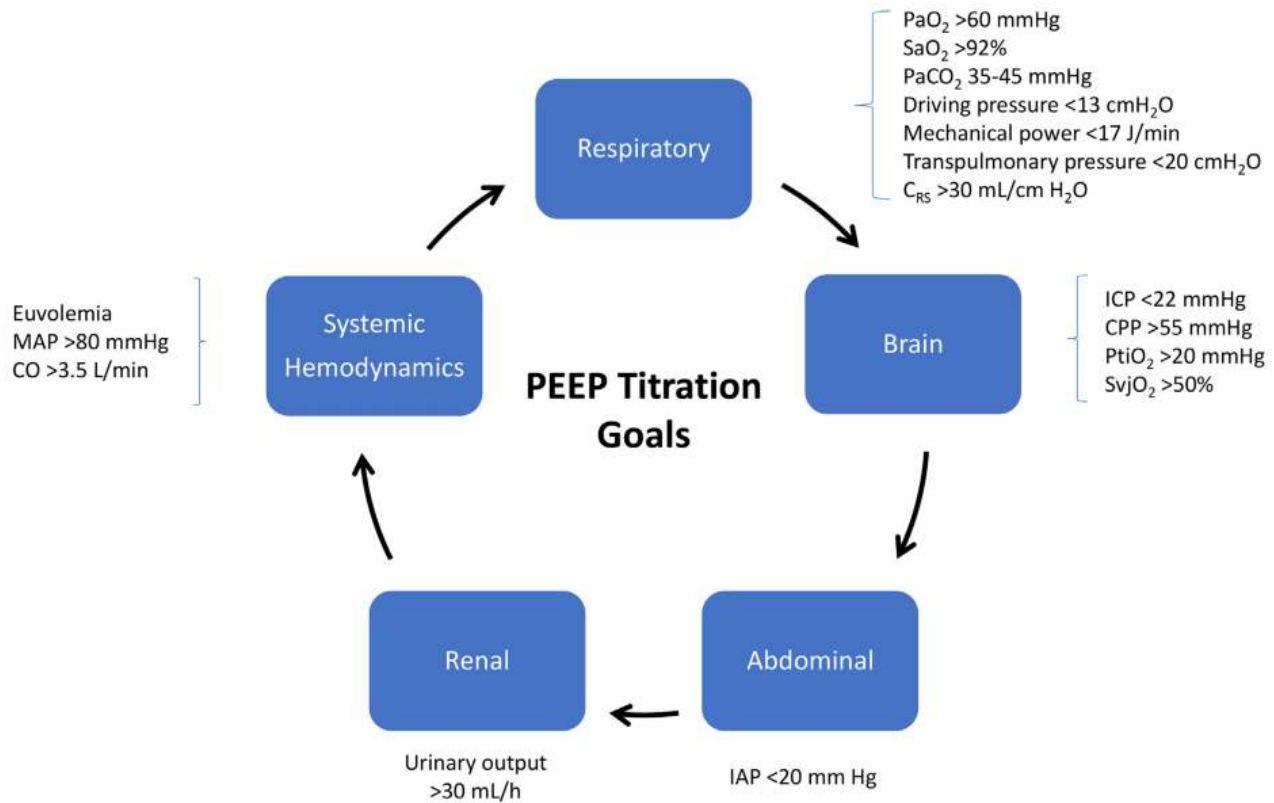 PaO₂ >60 mmHg
SaO₂ >92%
PaCO₂ 35-45 mmHg
Driving pressure <13 cmH₂O
Mechanical power <17 J/min
Transpulmonary pressure <20 cmH₂O
C_RS >30 mL/cm H₂O
Respiratory
Euvolemia
MAP >80 mmHg
CO >3.5 L/min
Systemic
Hemodynamics
PEEP Titration
Goals
Brain
ICP <22 mmHg
CPP >55 mmHg
PtiO₂ >20 mmHg
SvjO₂ >50%
Renal
Abdominal
Urinary output
>30 mL/h
IAP <20 mm Hg